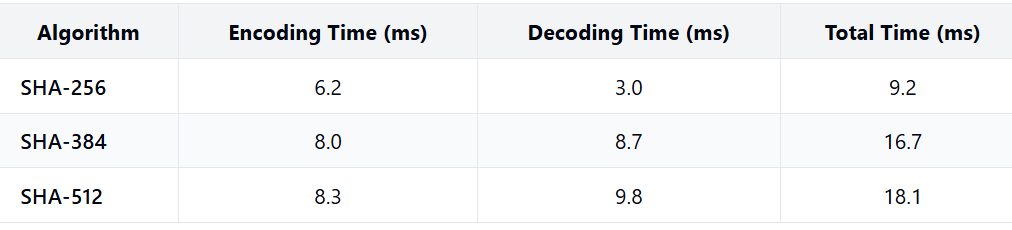 Algorithm Encoding Time (ms) Decoding Time (ms) Total Time (ms)
SHA-256 6.2 3.0 9.2
SHA-384 8.0 8.7 16.7
SHA-512 8.3 9.8 18.1